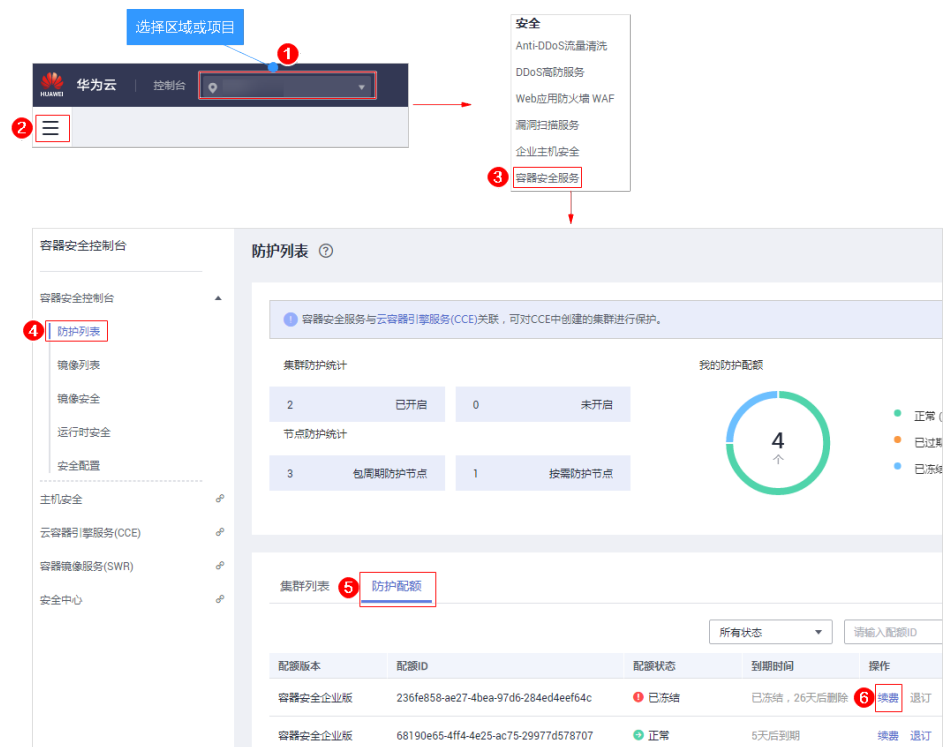 选择区域或项目
1
HUAWEI
华为云
控制台
2
安全
Anti-DDoS流量清洗
DDoS高防服务
Web应用防火墙 WAF
漏洞扫描服务
企业主机安全
3
容器安全服务
容器安全控制台
容器安全控制台
4
防护列表
镜像列表
镜像安全
运行时安全
安全配置
主机安全
云容器引擎服务(CCE)
容器镜像服务(SWR)
安全中心
防护列表 ?
! 容器安全服务与云容器引擎服务(CCE)关联，可对CCE中创建的集群进行保护。
集群防护统计
2 已开启
0 未开启
节点防护统计
3 包周期防护节点
1 按需防护节点
我的防护配额
4
个
正常 (
已过期
已冻结
集群列表
5
防护配额
所有状态
请输入配额ID
配额版本 配额ID 配额状态 到期时间 操作
容器安全企业版 236fe858-ae27-4bea-97d6-284ed4eef64c 已冻结 已冻结，26天后删除 6 续费 退订
容器安全企业版 68190e65-4ff4-4e25-ac75-29977d578707 正常 5天后到期 续费 退订